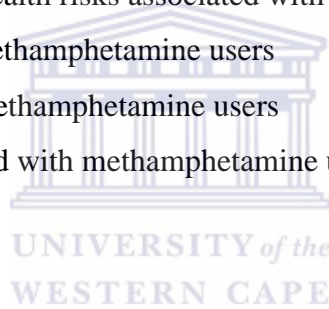 ealth risks associated with
ethamphetamine users
ethamphetamine users
d with methamphetamine u
UNIVERSITY of the
WESTERN CAPE